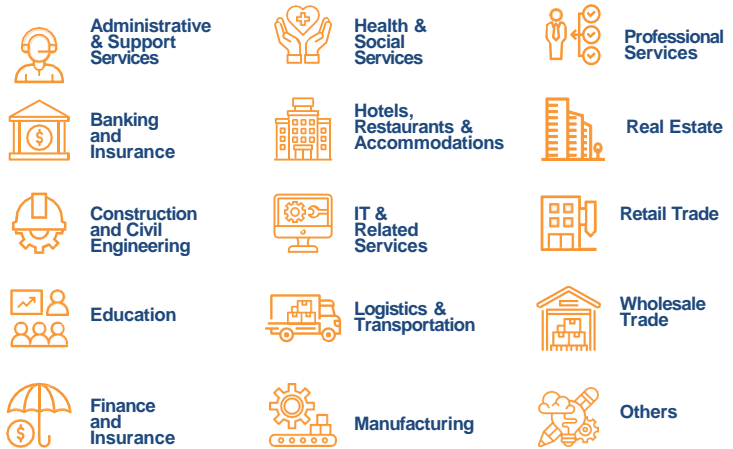 Administrative
& Support
Services
Health &
Social
Services
Professional
Services
Banking
and
Insurance
Hotels,
Restaurants &
Accommodations
Real Estate
Construction
and Civil
Engineering
IT &
Related
Services
Retail Trade
Education
Logistics &
Transportation
Wholesale
Trade
Finance
and
Insurance
Manufacturing
Others